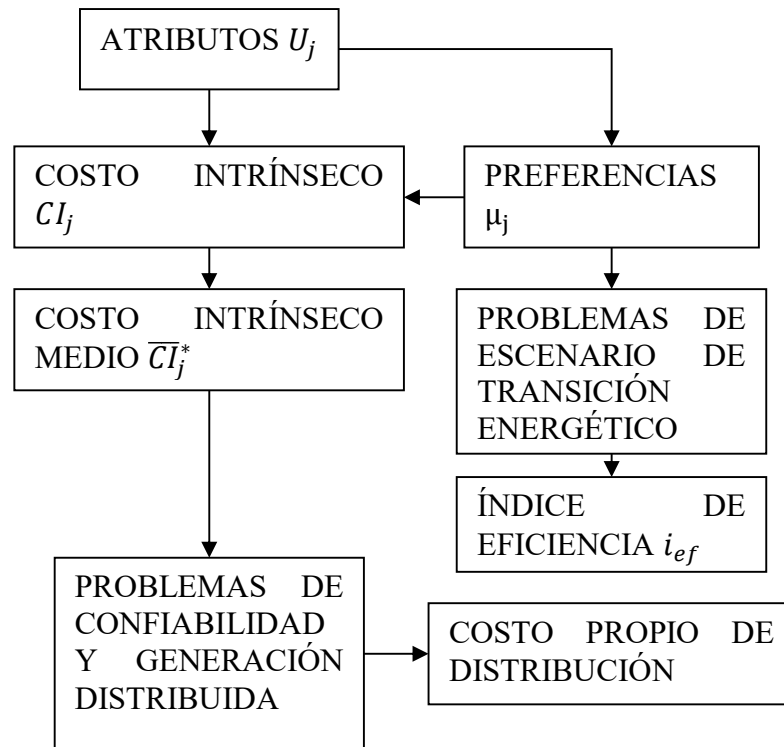 ATRIBUTOS U_j
COSTO INTRÍNSECO
CI_j
PREFERENCIAS
μ_j
COSTO INTRÍNSECO
MEDIO \overline{CI}_j^*
PROBLEMAS DE
ESCENARIO DE
TRANSICIÓN
ENERGÉTICO
ÍNDICE DE
EFICIENCIA i_{ef}
PROBLEMAS DE
CONFIABILIDAD
Y GENERACIÓN
DISTRIBUIDA
COSTO PROPIO DE
DISTRIBUCIÓN